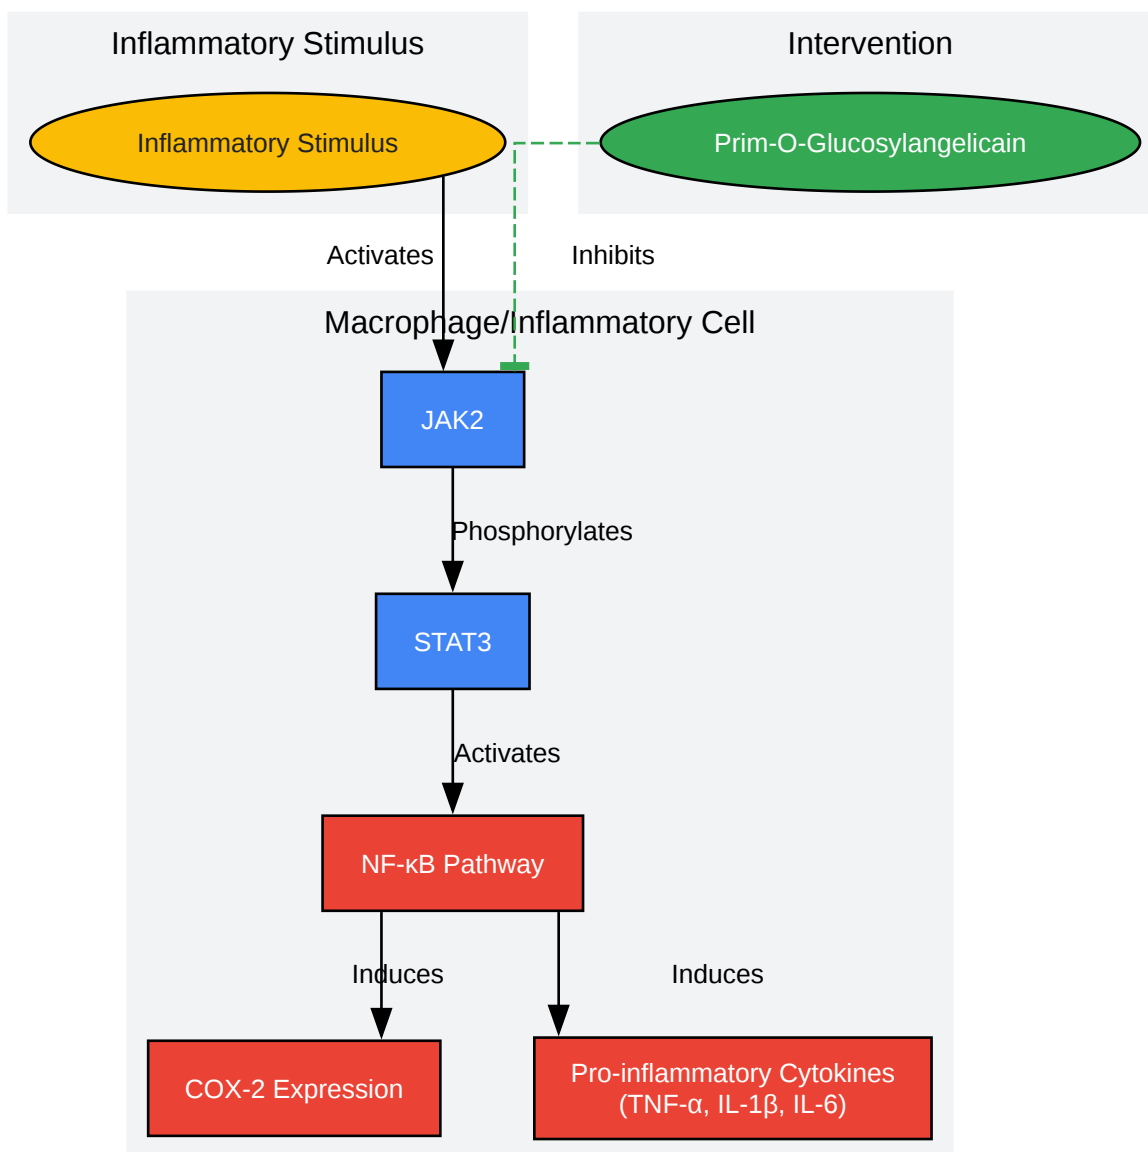 Inflammatory Stimulus
Intervention
Inflammatory Stimulus
Prim-O-Glucosylangelicain
Activates
Inhibits
Macrophage/Inflammatory Cell
JAK2
Phosphorylates
STAT3
Activates
NF-κB Pathway
Induces
Induces
COX-2 Expression
Pro-inflammatory Cytokines
(TNF-α, IL-1β, IL-6)